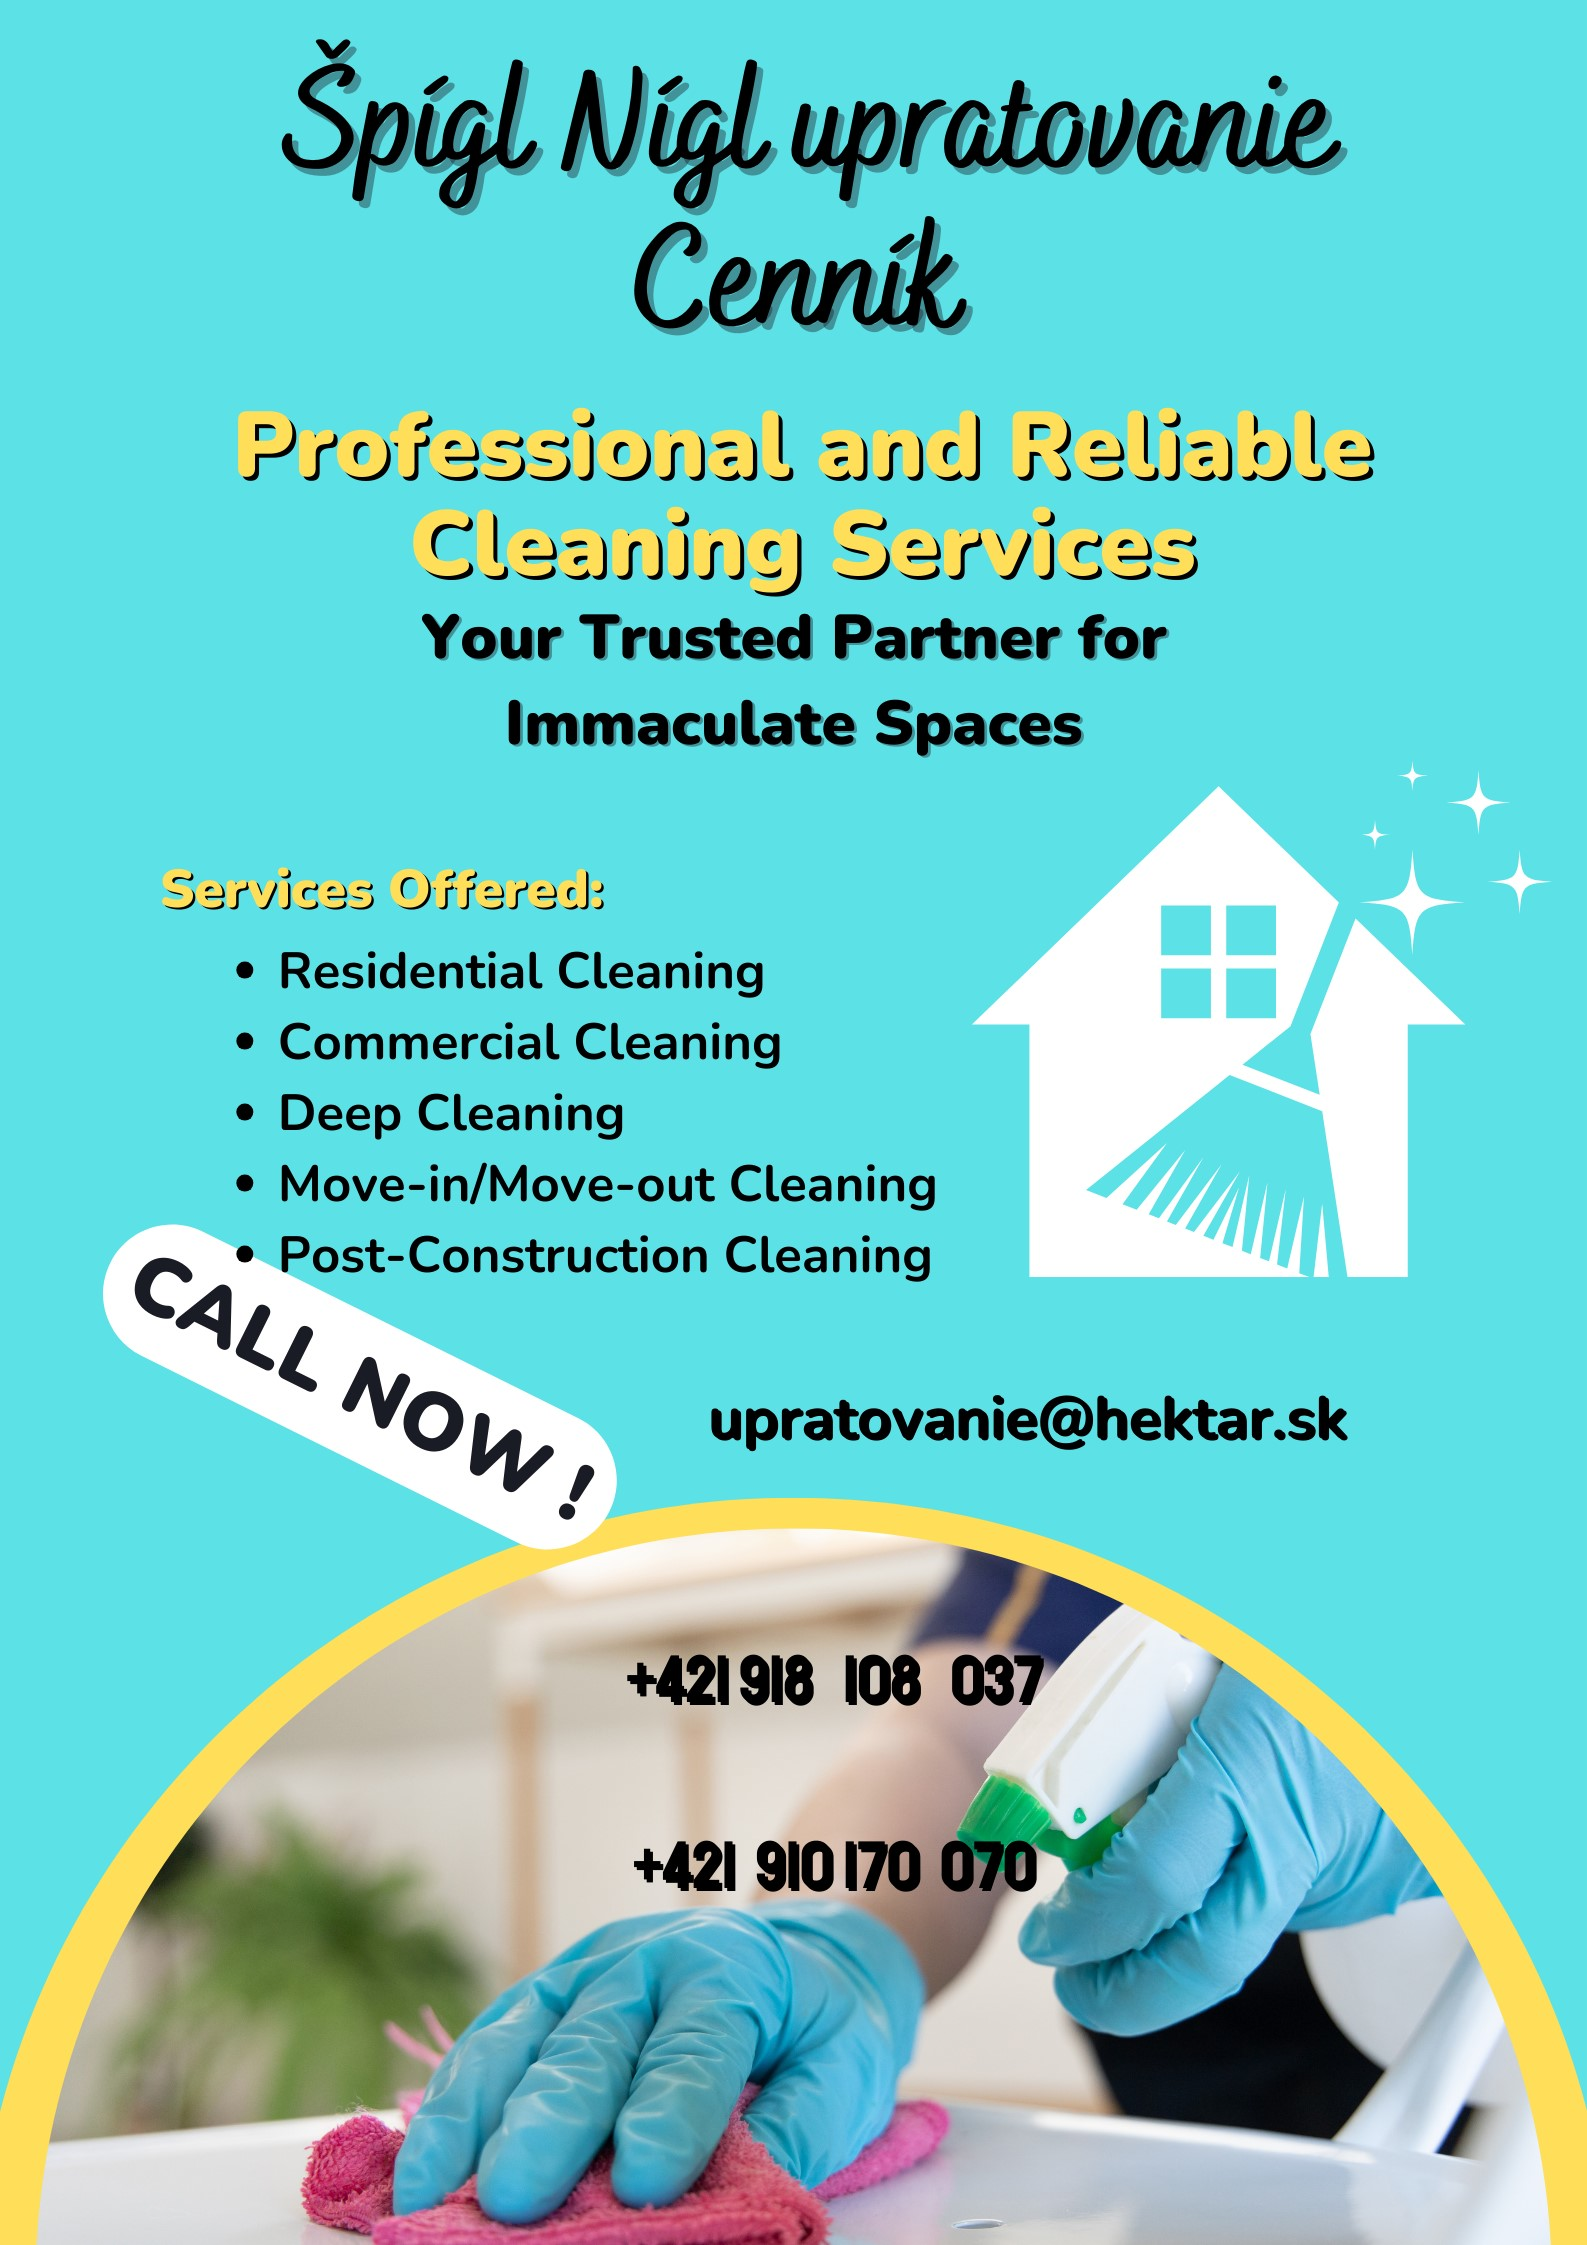 Špígl Nígl upratovanie
Cenník
Professional and Reliable
Cleaning Services
Your Trusted Partner for
Immaculate Spaces
Services Offered:
• Residential Cleaning
• Commercial Cleaning
• Deep Cleaning
• Move-in/Move-out Cleaning
• Post-Construction Cleaning
CALL NOW !
upratovanie@hektar.sk
+421 918 108 037
+421 910 170 070